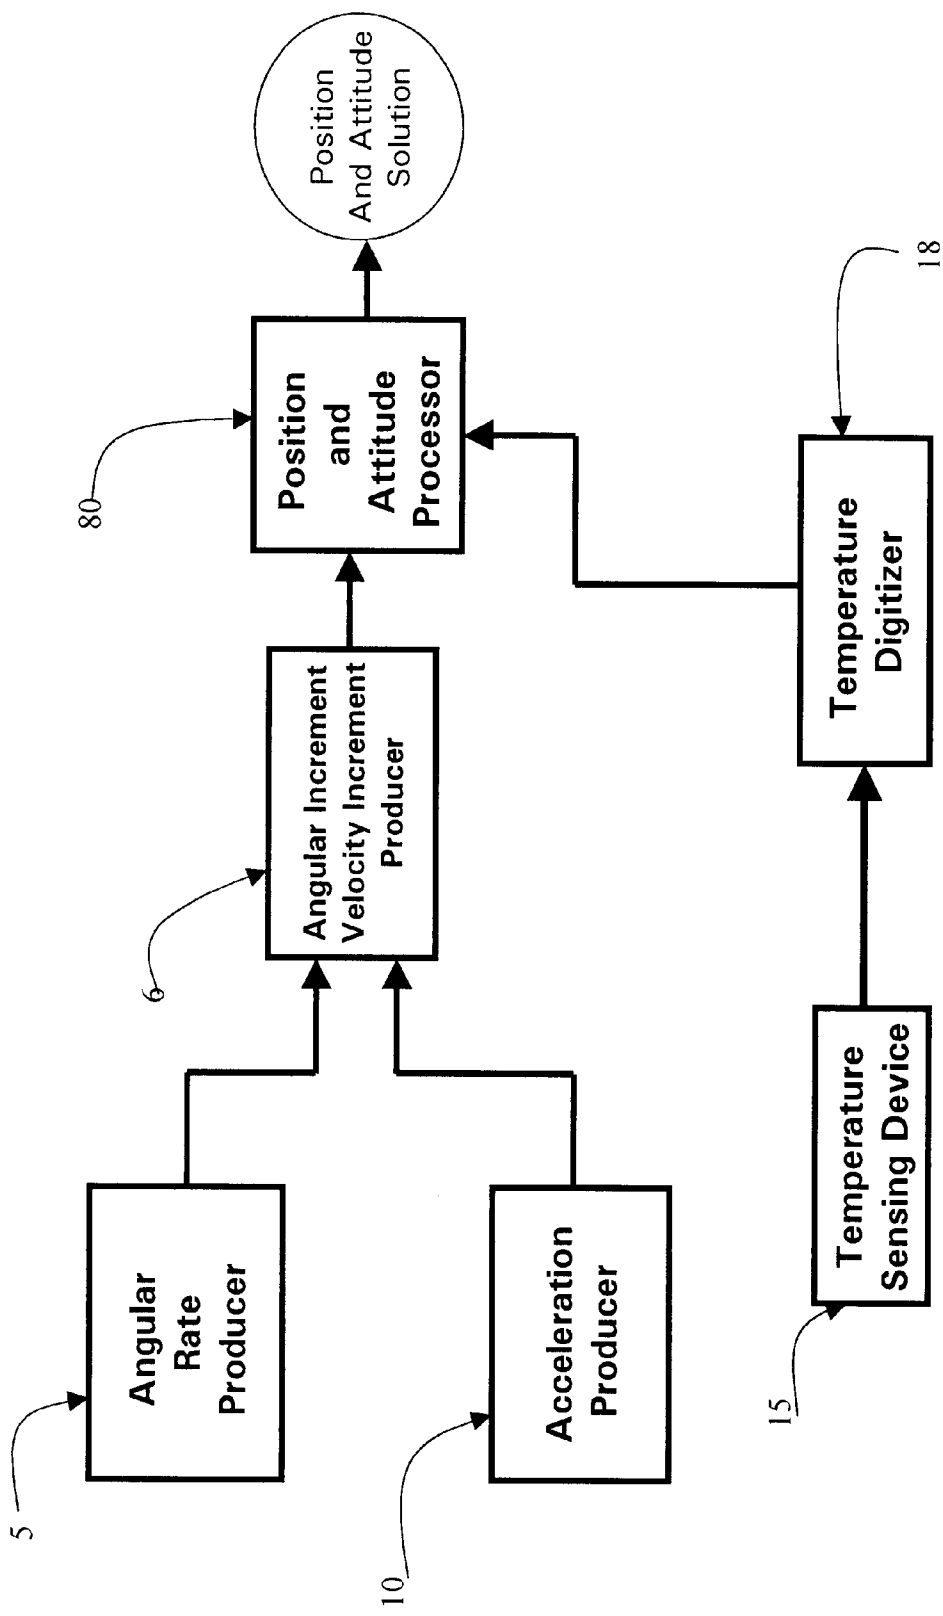 5
Angular
Rate
Producer
10
Acceleration
Producer
6
Angular Increment
Velocity Increment
Producer
80
Position
and
Attitude
Processor
Position
And Attitude
Solution
15
Temperature
Sensing Device
Temperature
Digitizer
18